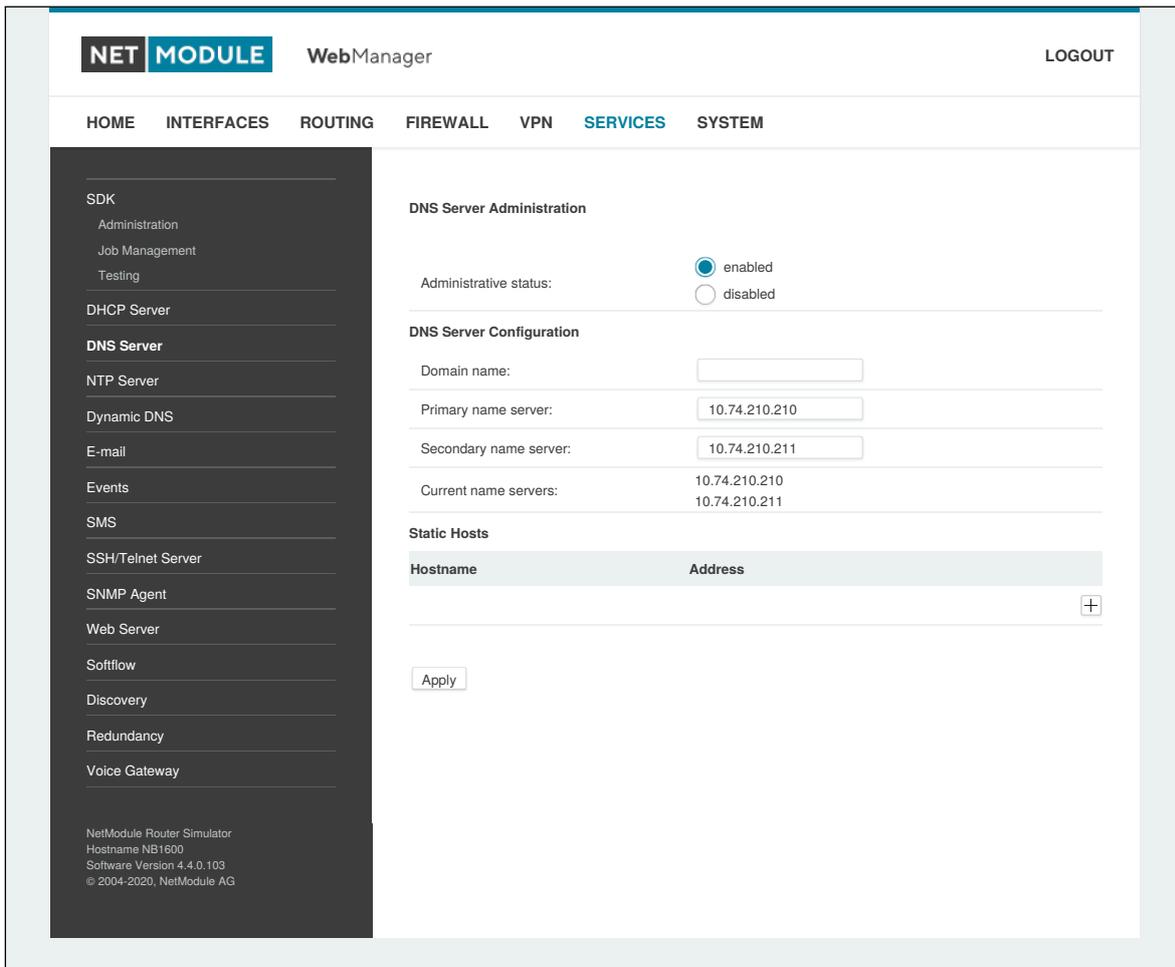 NET MODULE WebManager LOGOUT
HOME INTERFACES ROUTING FIREWALL VPN SERVICES SYSTEM
SDK
Administration
Job Management
Testing
DHCP Server
DNS Server
NTP Server
Dynamic DNS
E-mail
Events
SMS
SSH/Telnet Server
SNMP Agent
Web Server
Softflow
Discovery
Redundancy
Voice Gateway
NetModule Router Simulator
Hostname NB1600
Software Version 4.4.0.103
© 2004-2020, NetModule AG
DNS Server Administration
Administrative status:
enabled
disabled
DNS Server Configuration
Domain name:
Primary name server: 10.74.210.210
Secondary name server: 10.74.210.211
Current name servers:
10.74.210.210
10.74.210.211
Static Hosts
Hostname Address
Apply